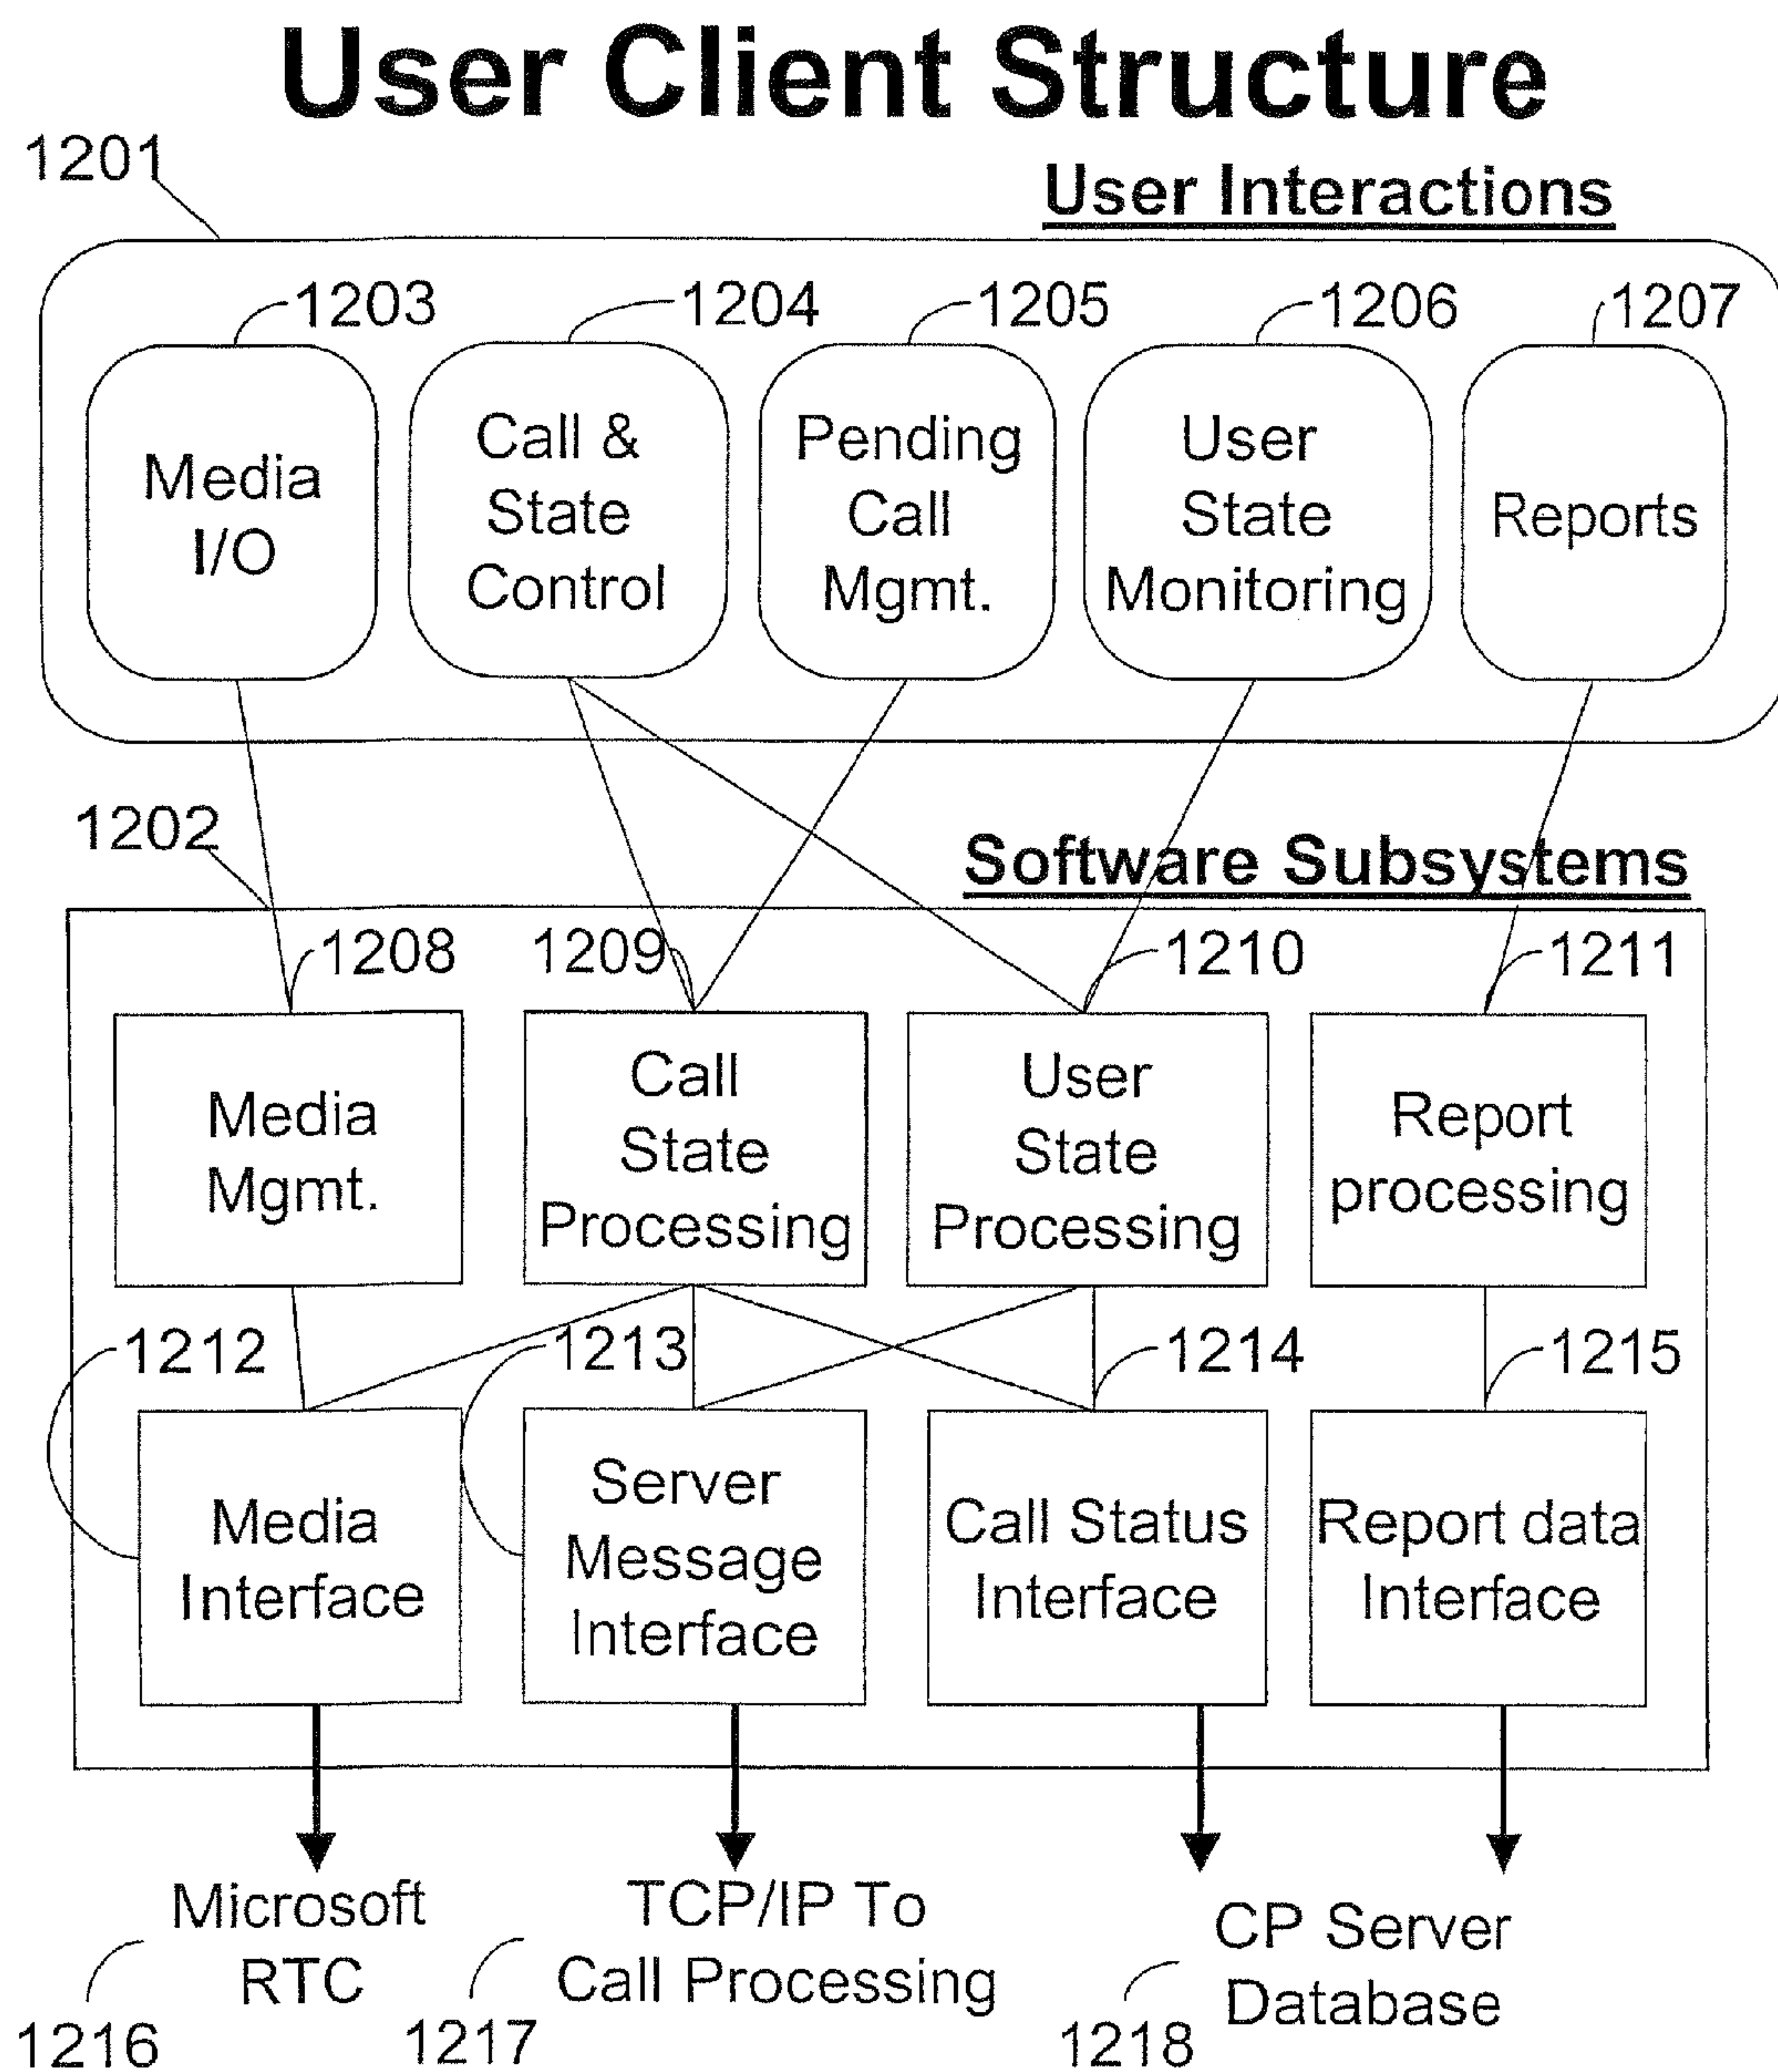 User Client Structure
1201
User Interactions
1203
1204
1205
1206
1207
Media
I/O
Call &
State
Control
Pending
Call
Mgmt.
User
State
Monitoring
Reports
1202
Software Subsystems
1208
1209
1210
1211
Media
Mgmt.
Call
State
Processing
User
State
Processing
Report
processing
1212
1213
1214
1215
Media
Interface
Server
Message
Interface
Call Status
Interface
Report data
Interface
Microsoft
RTC
1216
TCP/IP To
Call Processing
1217
CP Server
Database
1218